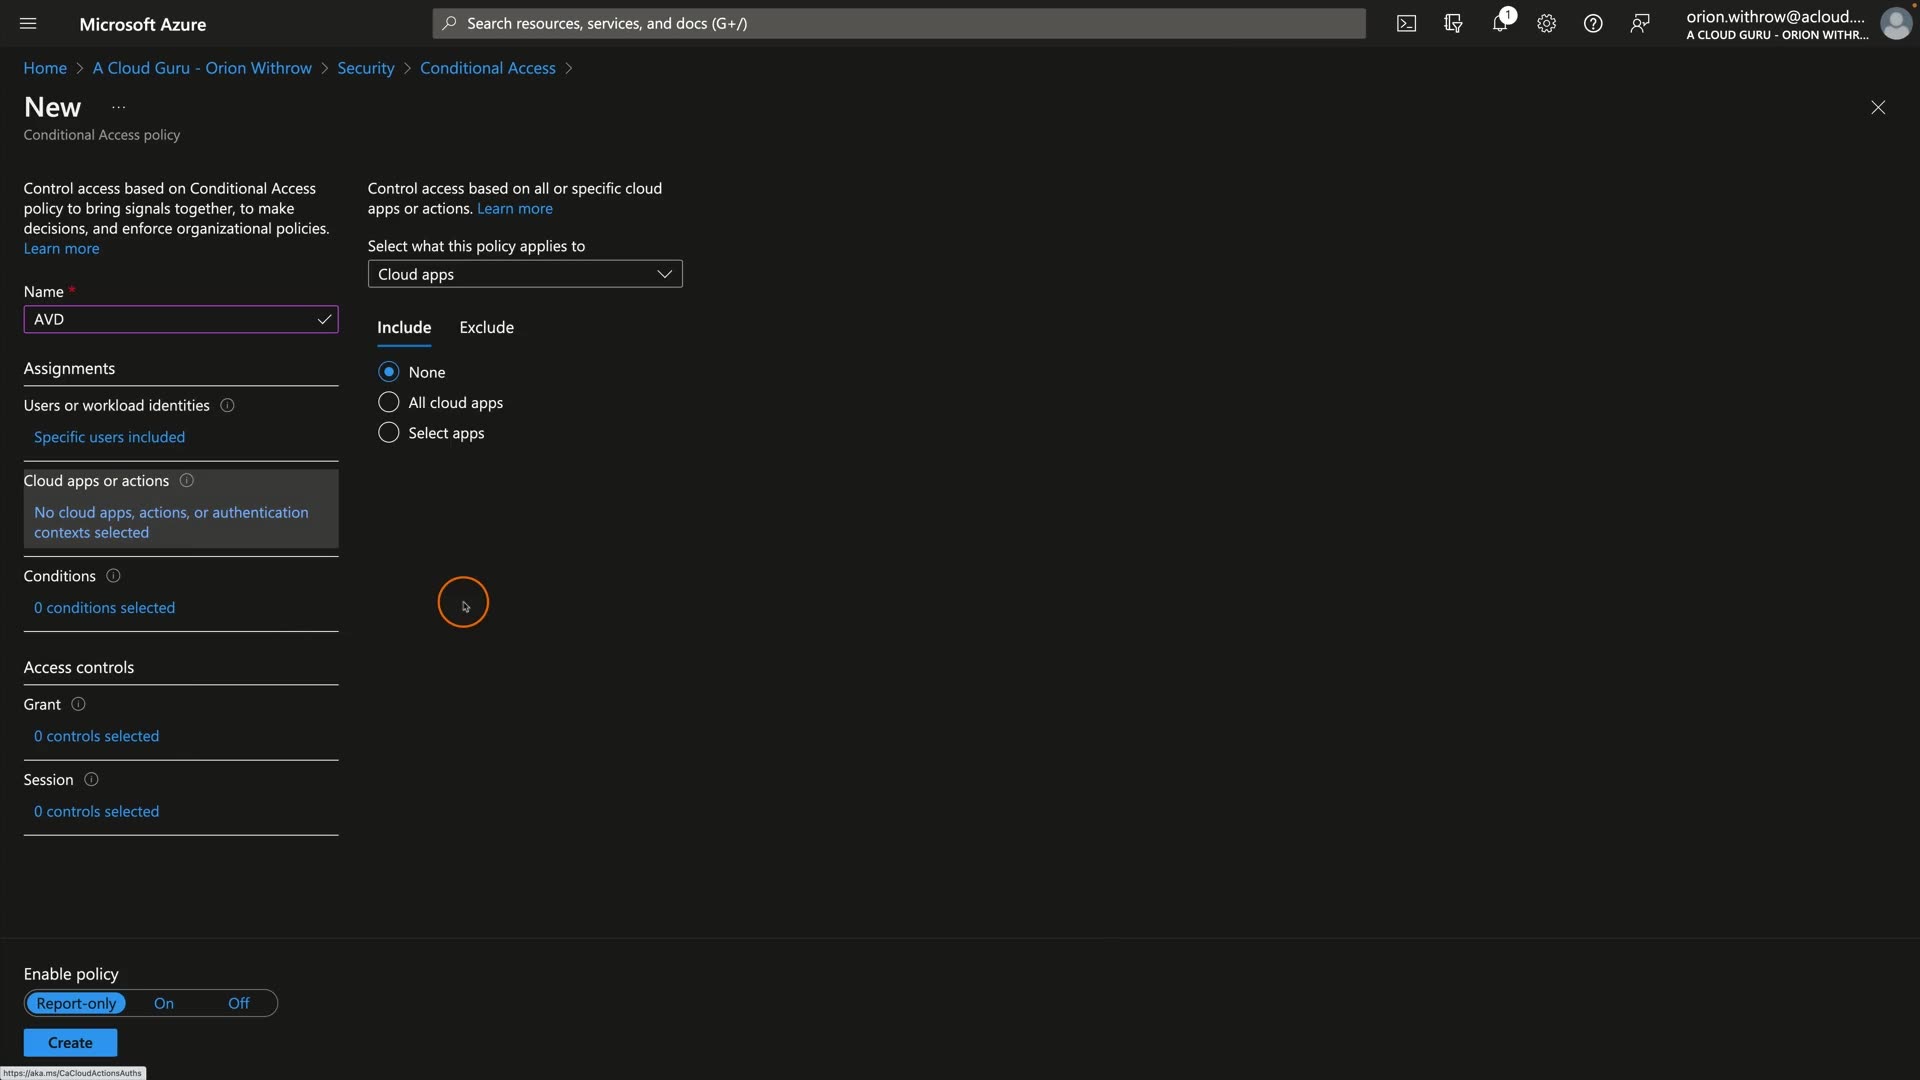 Microsoft Azure
Search resources, services, and docs (G+/)
1
orion.withrow@acloud....
A CLOUD GURU - ORION WITHR...
Home > A Cloud Guru - Orion Withrow > Security > Conditional Access >
New ...
Conditional Access policy
Control access based on Conditional Access
policy to bring signals together, to make
decisions, and enforce organizational policies.
Learn more
Name *
AVD
Assignments
Users or workload identities
Specific users included
Cloud apps or actions
No cloud apps, actions, or authentication
contexts selected
Conditions
0 conditions selected
Access controls
Grant
0 controls selected
Session
0 controls selected
Control access based on all or specific cloud
apps or actions. Learn more
Select what this policy applies to
Cloud apps
Include Exclude
None
All cloud apps
Select apps
Enable policy
Report-only On Off
Create
https://aka.ms/CaCloudActionsAuths